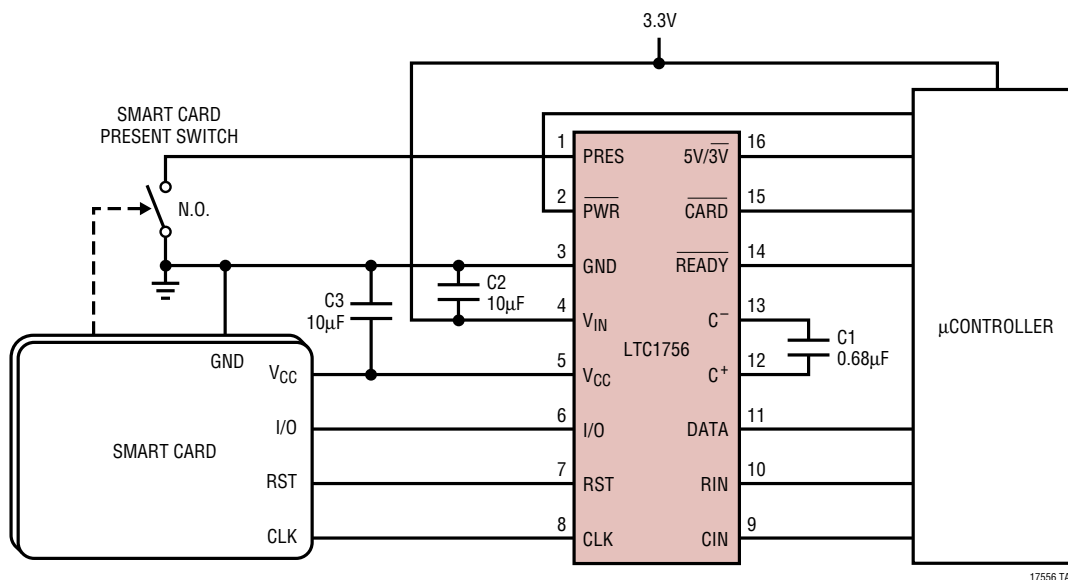 3.3V
SMART CARD
PRESENT SWITCH
N.O.
1
PRES
2
PWR
3
GND
4
VIN
5
VCC
6
I/O
7
RST
8
CLK
LTC1756
16
5V/3V
15
CARD
14
READY
13
C−
12
C+
11
DATA
10
RIN
9
CIN
C3
10µF
C2
10µF
C1
0.68µF
µCONTROLLER
GND
VCC
I/O
SMART CARD
RST
CLK
17556 TA